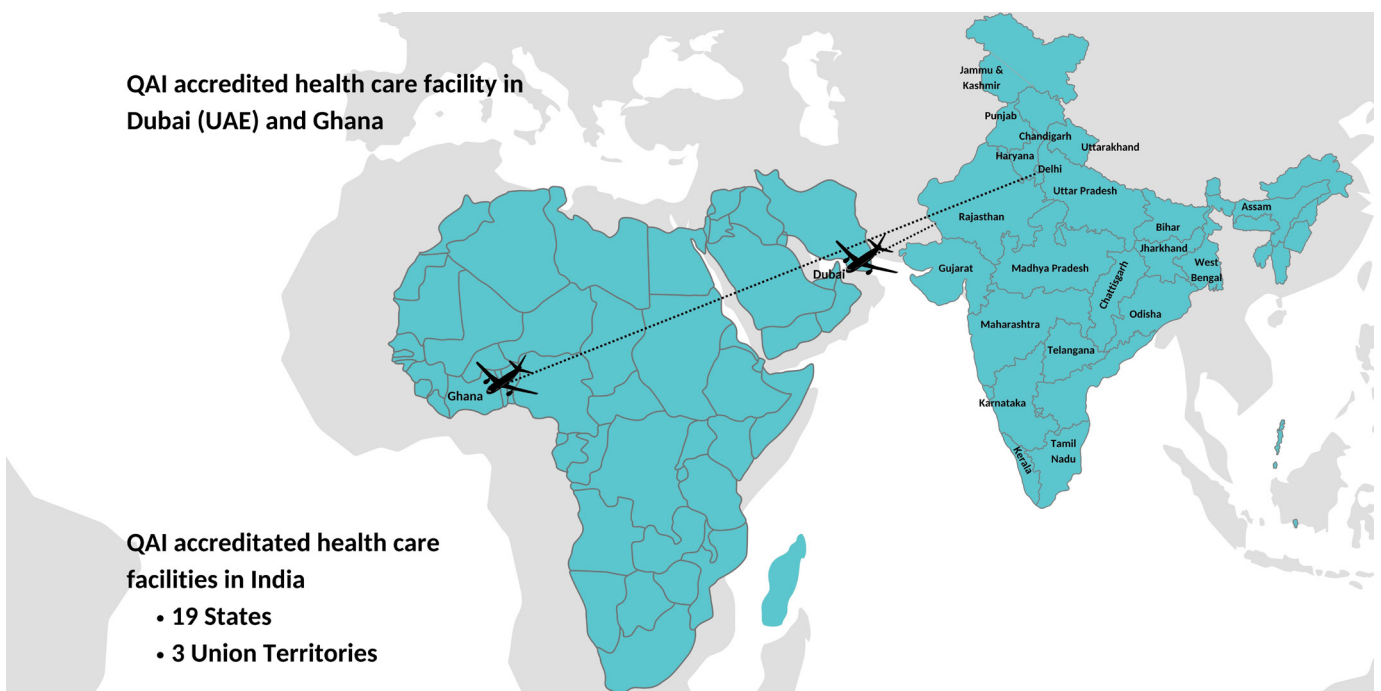 QAI accredited health care facility in
Dubai (UAE) and Ghana
Jammu &
Kashmir
Punjab
Chandigarh
Uttarakhand
Haryana
Delhi
Uttar Pradesh
Assam
Rajasthan
Bihar
Jharkhand
West
Bengal
Gujarat
Madhya Pradesh
Chattisgarh
Dubai
Odisha
Maharashtra
Telangana
Ghana
Karnataka
Tamil
Nadu
Kerala
QAI accreditated health care
facilities in India
• 19 States
• 3 Union Territories